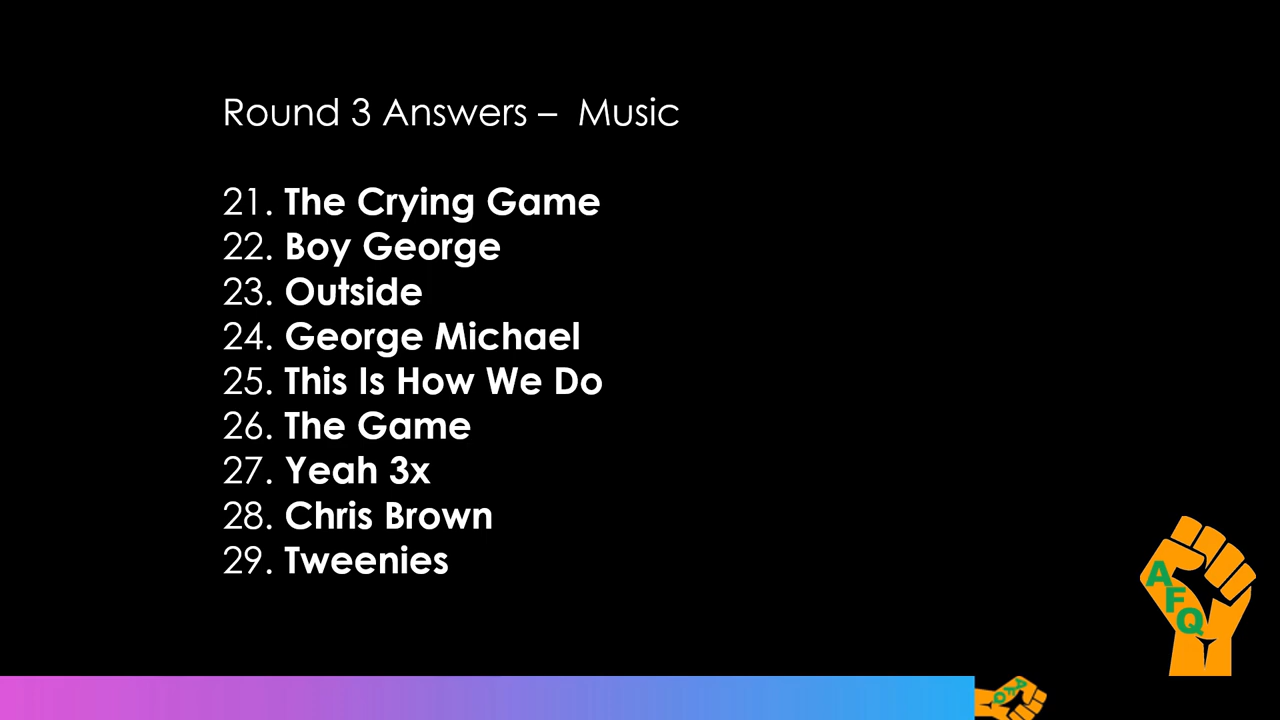 Round 3 Answers – Music
21. The Crying Game
22. Boy George
23. Outside
24. George Michael
25. This Is How We Do
26. The Game
27. Yeah 3x
28. Chris Brown
29. Tweenies
A
F
Q
AFQ